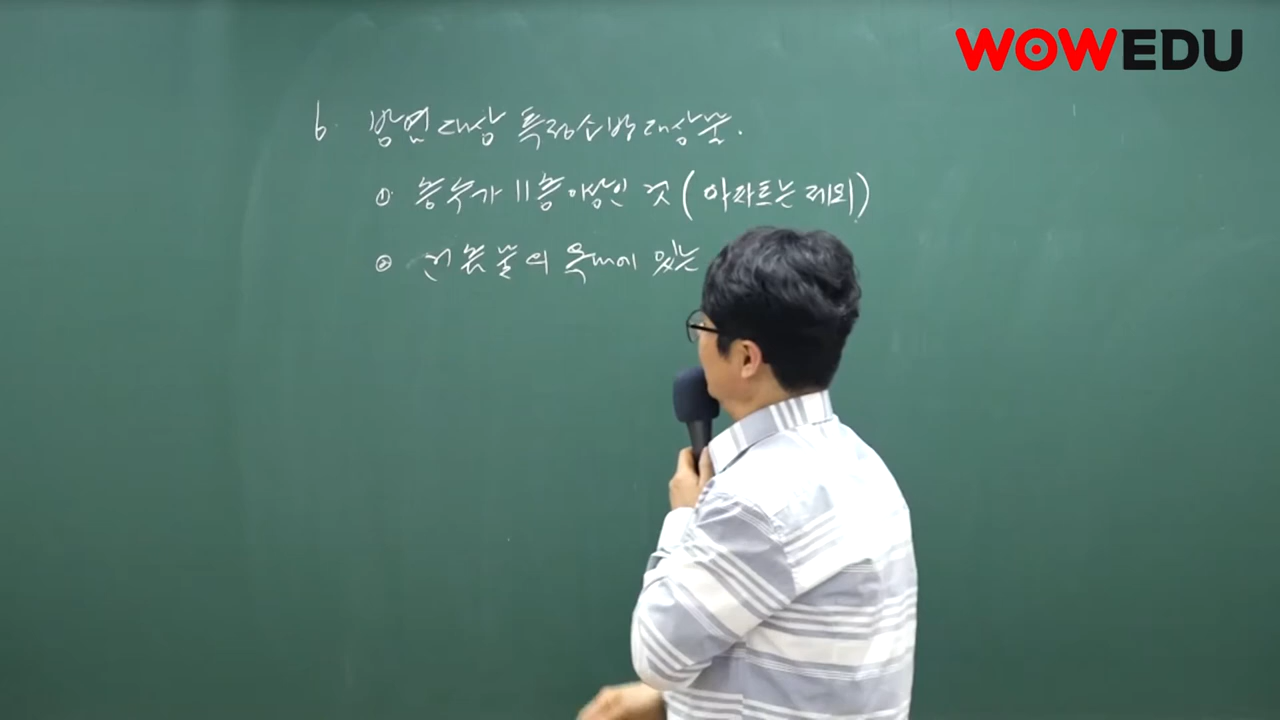 WOWEDU
6. 방염대상 특정소방대상물.
① 층수가 11층이상인 것 (아파트는 제외)
② 건축물의 옥내에 있는